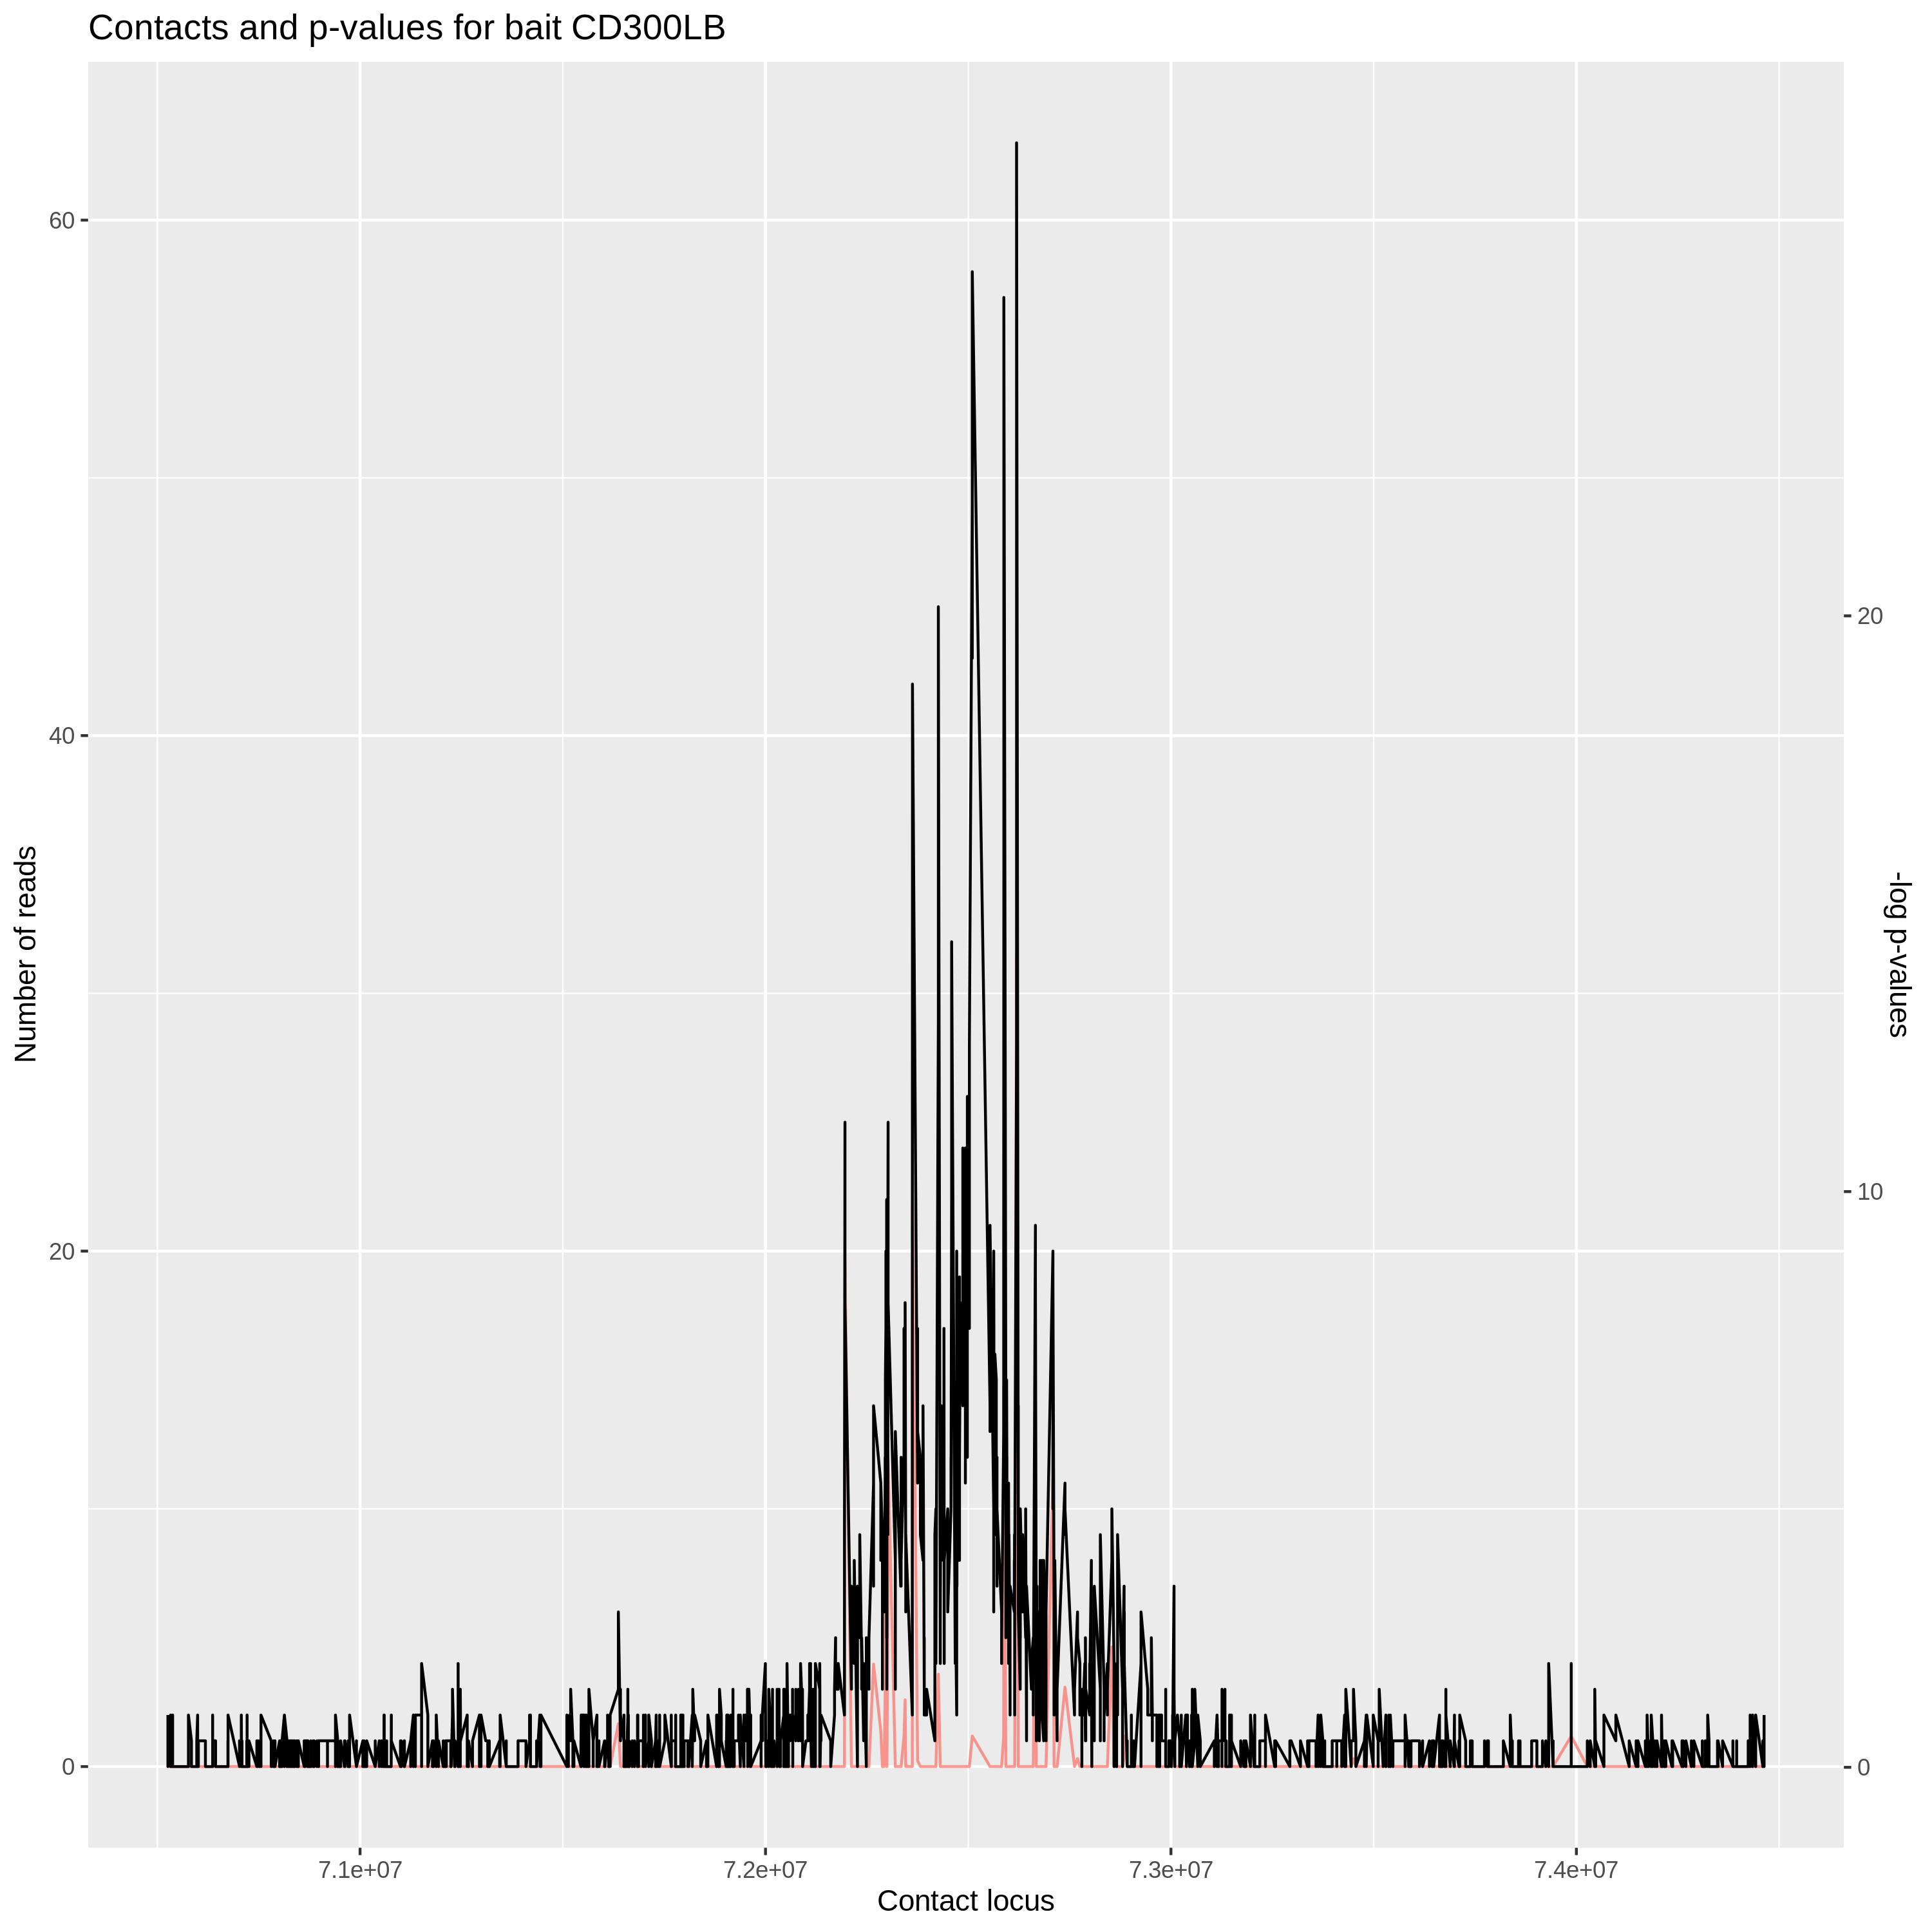 Contacts and p-values for bait CD300LB
60
40
20
0
Number of reads
20
10
0
-log p-values
7.1e+07
7.2e+07
7.3e+07
7.4e+07
Contact locus